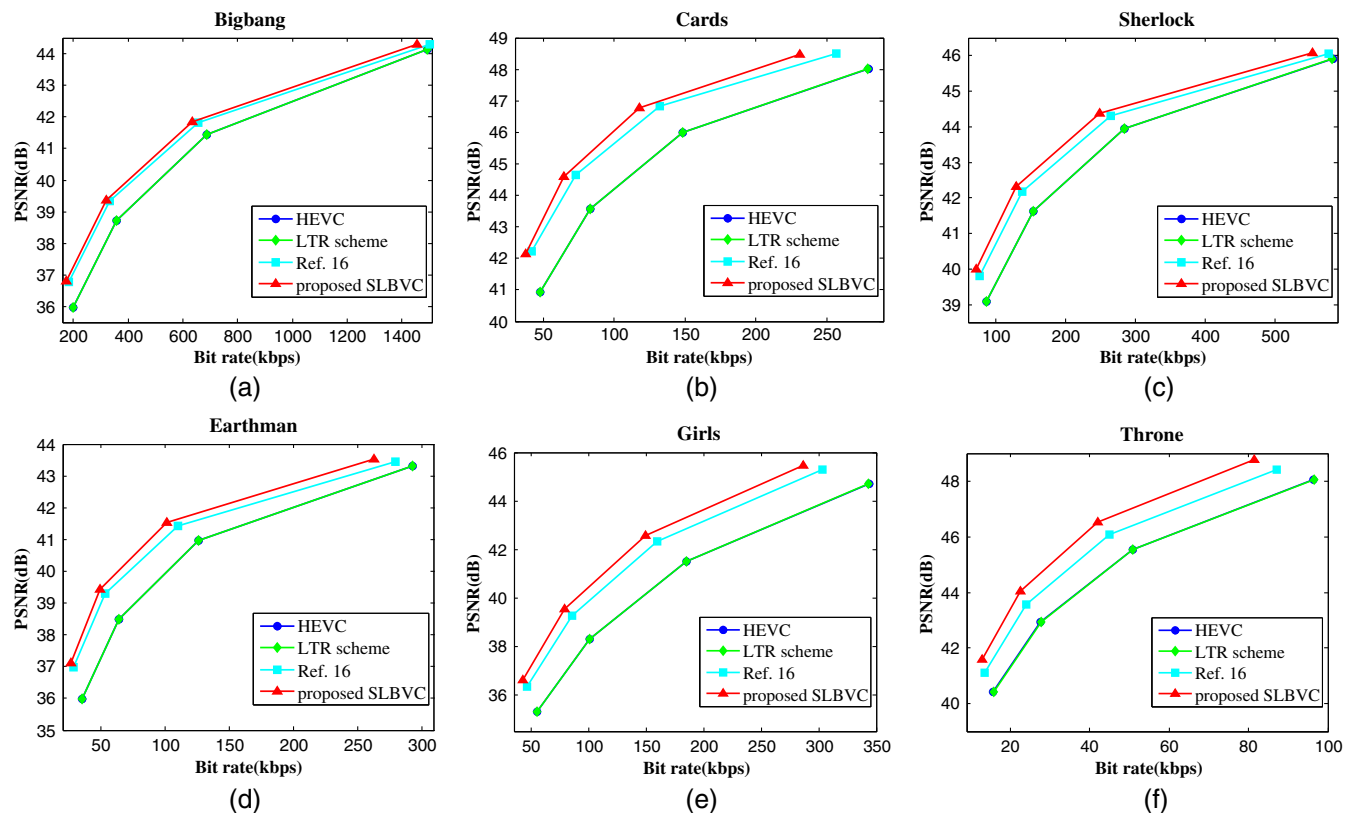 Bigbang
PSNR(dB)
44
43
42
41
40
39
38
37
36
200 400 600 800 1000 1200 1400
Bit rate(kbps)
HEVC
LTR scheme
Ref. 16
proposed SLBVC
(a)
Cards
PSNR(dB)
49
48
47
46
45
44
43
42
41
40
50 100 150 200 250
Bit rate(kbps)
HEVC
LTR scheme
Ref. 16
proposed SLBVC
(b)
Sherlock
PSNR(dB)
46
45
44
43
42
41
40
39
100 200 300 400 500
Bit rate(kbps)
HEVC
LTR scheme
Ref. 16
proposed SLBVC
(c)
Earthman
PSNR(dB)
44
43
42
41
40
39
38
37
36
35
50 100 150 200 250 300
Bit rate(kbps)
HEVC
LTR scheme
Ref. 16
proposed SLBVC
(d)
Girls
PSNR(dB)
46
44
42
40
38
36
50 100 150 200 250 300 350
Bit rate(kbps)
HEVC
LTR scheme
Ref. 16
proposed SLBVC
(e)
Throne
PSNR(dB)
48
46
44
42
40
20 40 60 80 100
Bit rate(kbps)
HEVC
LTR scheme
Ref. 16
proposed SLBVC
(f)